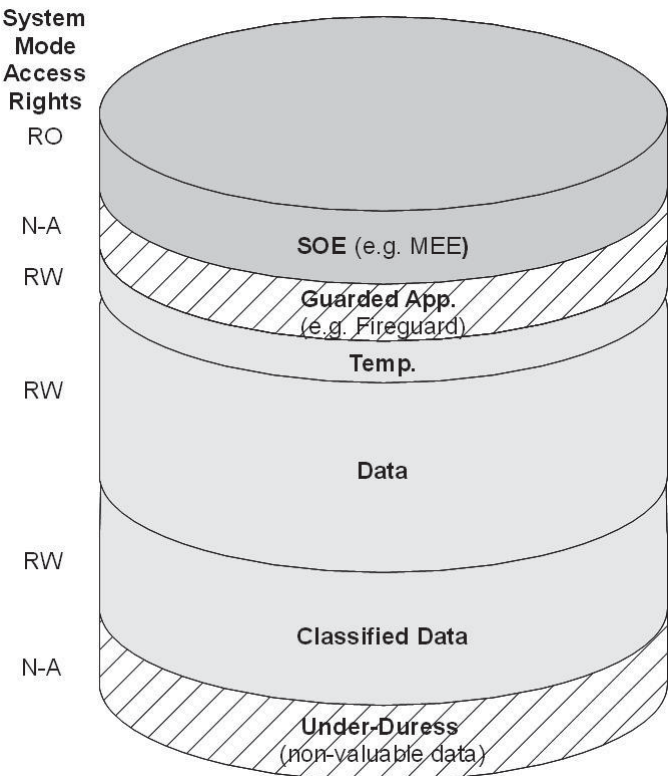 System
Mode
Access
Rights
RO
N-A
RW
RW
RW
N-A
SOE (e.g. MEE)
Guarded App.
(e.g. Fireguard)
Temp.
Data
Classified Data
Under-Duress
(non-valuable data)